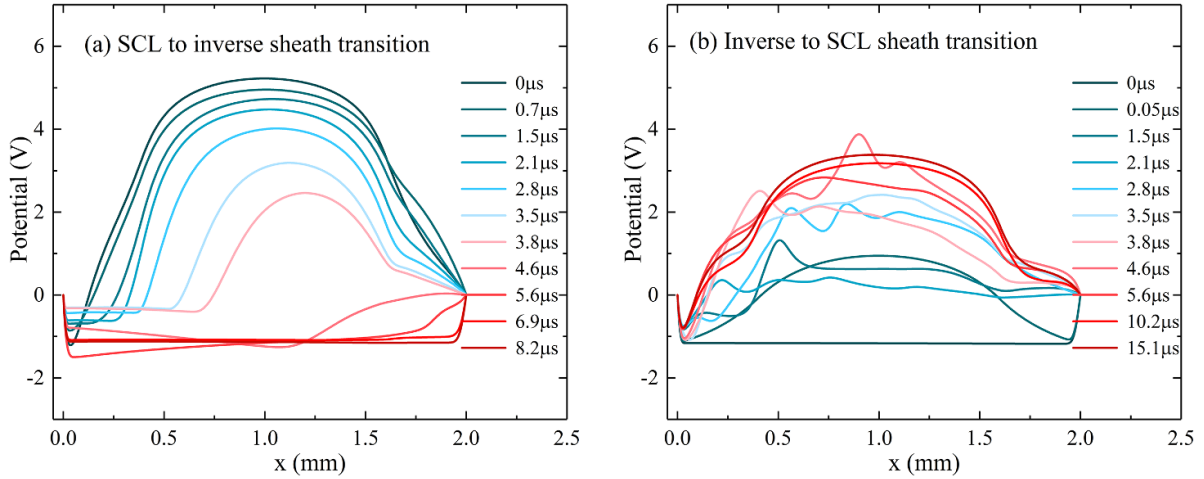 (a) SCL to inverse sheath transition
6
4
2
0
-2
Potential (V)
0μs
0.7μs
1.5μs
2.1μs
2.8μs
3.5μs
3.8μs
4.6μs
5.6μs
6.9μs
8.2μs
0.0
0.5
1.0
1.5
2.0
2.5
x (mm)
(b) Inverse to SCL sheath transition
6
4
2
0
-2
Potential (V)
0μs
0.05μs
1.5μs
2.1μs
2.8μs
3.5μs
3.8μs
4.6μs
5.6μs
10.2μs
15.1μs
0.0
0.5
1.0
1.5
2.0
2.5
x (mm)